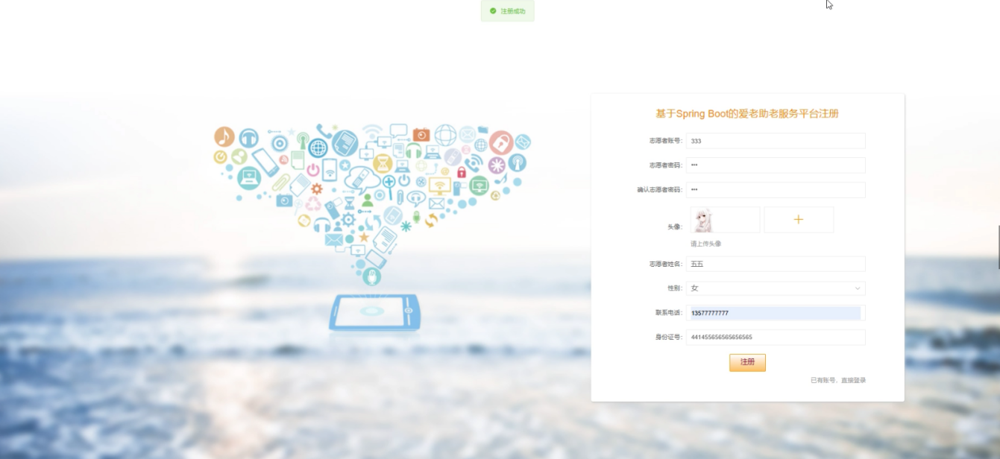 注册成功
基于Spring Boot的爱老助老服务平台注册
志愿者账号: 333
志愿者密码: •••
确认志愿者密码: •••
头像:
请上传头像
志愿者姓名: 五五
性别: 女
联系电话: 13577777777
身份证号: 441455656565656565
注册
已有账号、直接登录